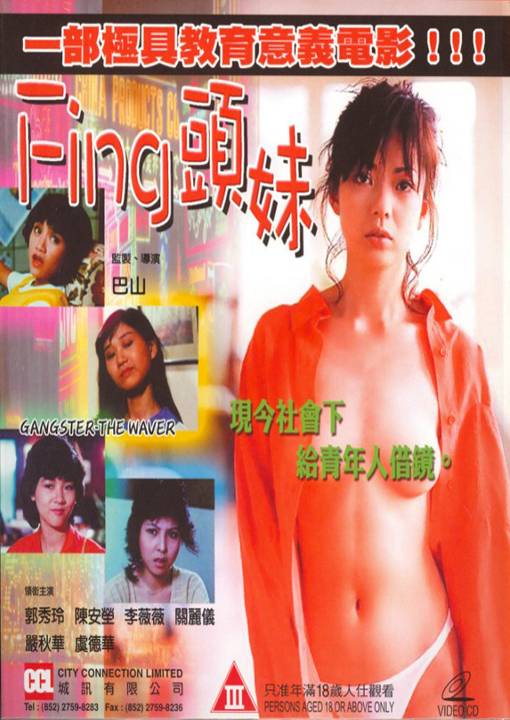 一部極具教育意義電影!!!
Fing頭妹
監製、導演
巴山
GANGSTER-THE WAVER
現今社會下
給青年人借鏡。
領銜主演
郭秀玲 陳安瑩 李薇薇 關麗儀
嚴秋華 虞德華
CCL
CITY CONNECTION LIMITED
城訊有限公司
Tel : (852) 2759-8283 Fax : (852) 2759-8236
III
只准年滿18歲人任觀看
PERSONS AGED 18 OR ABOVE ONLY
2
VIDEO CD